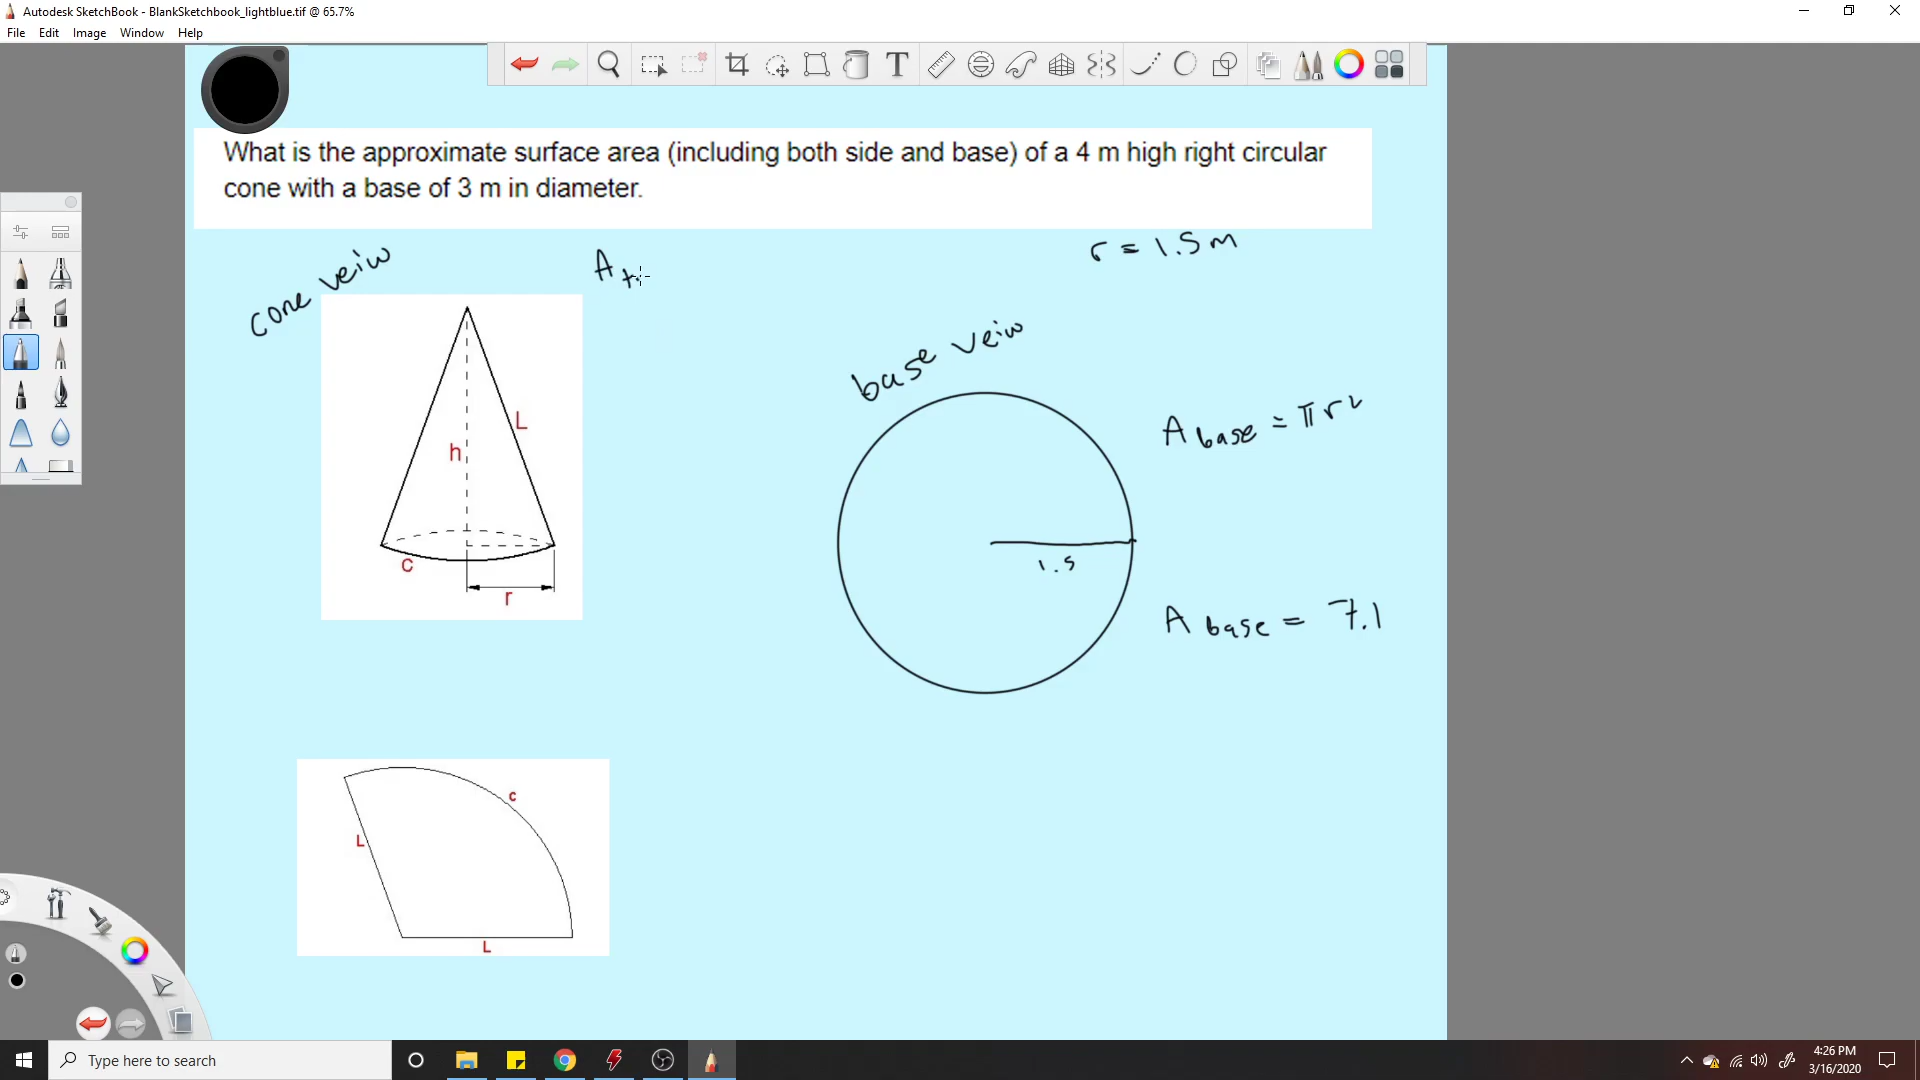 Autodesk SketchBook - BlankSketchbook_lightblue.tif @ 65.7%
File Edit Image Window Help
T
What is the approximate surface area (including both side and base) of a 4 m high right circular
cone with a base of 3 m in diameter.
cone veiw
A
r = 1.5 m
base veiw
L
h
c
r
A base = πr²
1.5
A base = 7.1
c
L
L
Type here to search
4:26 PM
3/16/2020